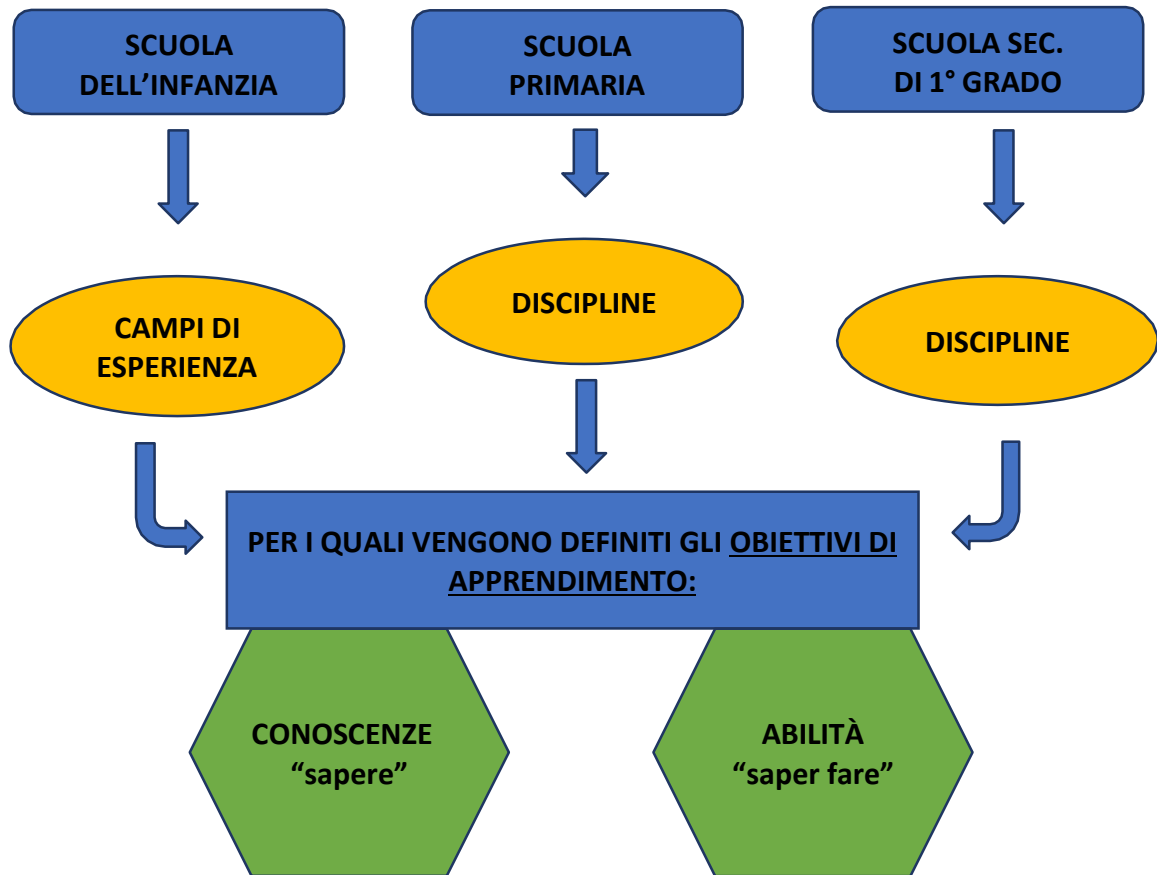 SCUOLA
DELL’INFANZIA
SCUOLA
PRIMARIA
SCUOLA SEC.
DI 1° GRADO
CAMPI DI
ESPERIENZA
DISCIPLINE
DISCIPLINE
PER I QUALI VENGONO DEFINITI GLI OBIETTIVI DI
APPRENDIMENTO:
CONOSCENZE
“sapere”
ABILITÀ
“saper fare”